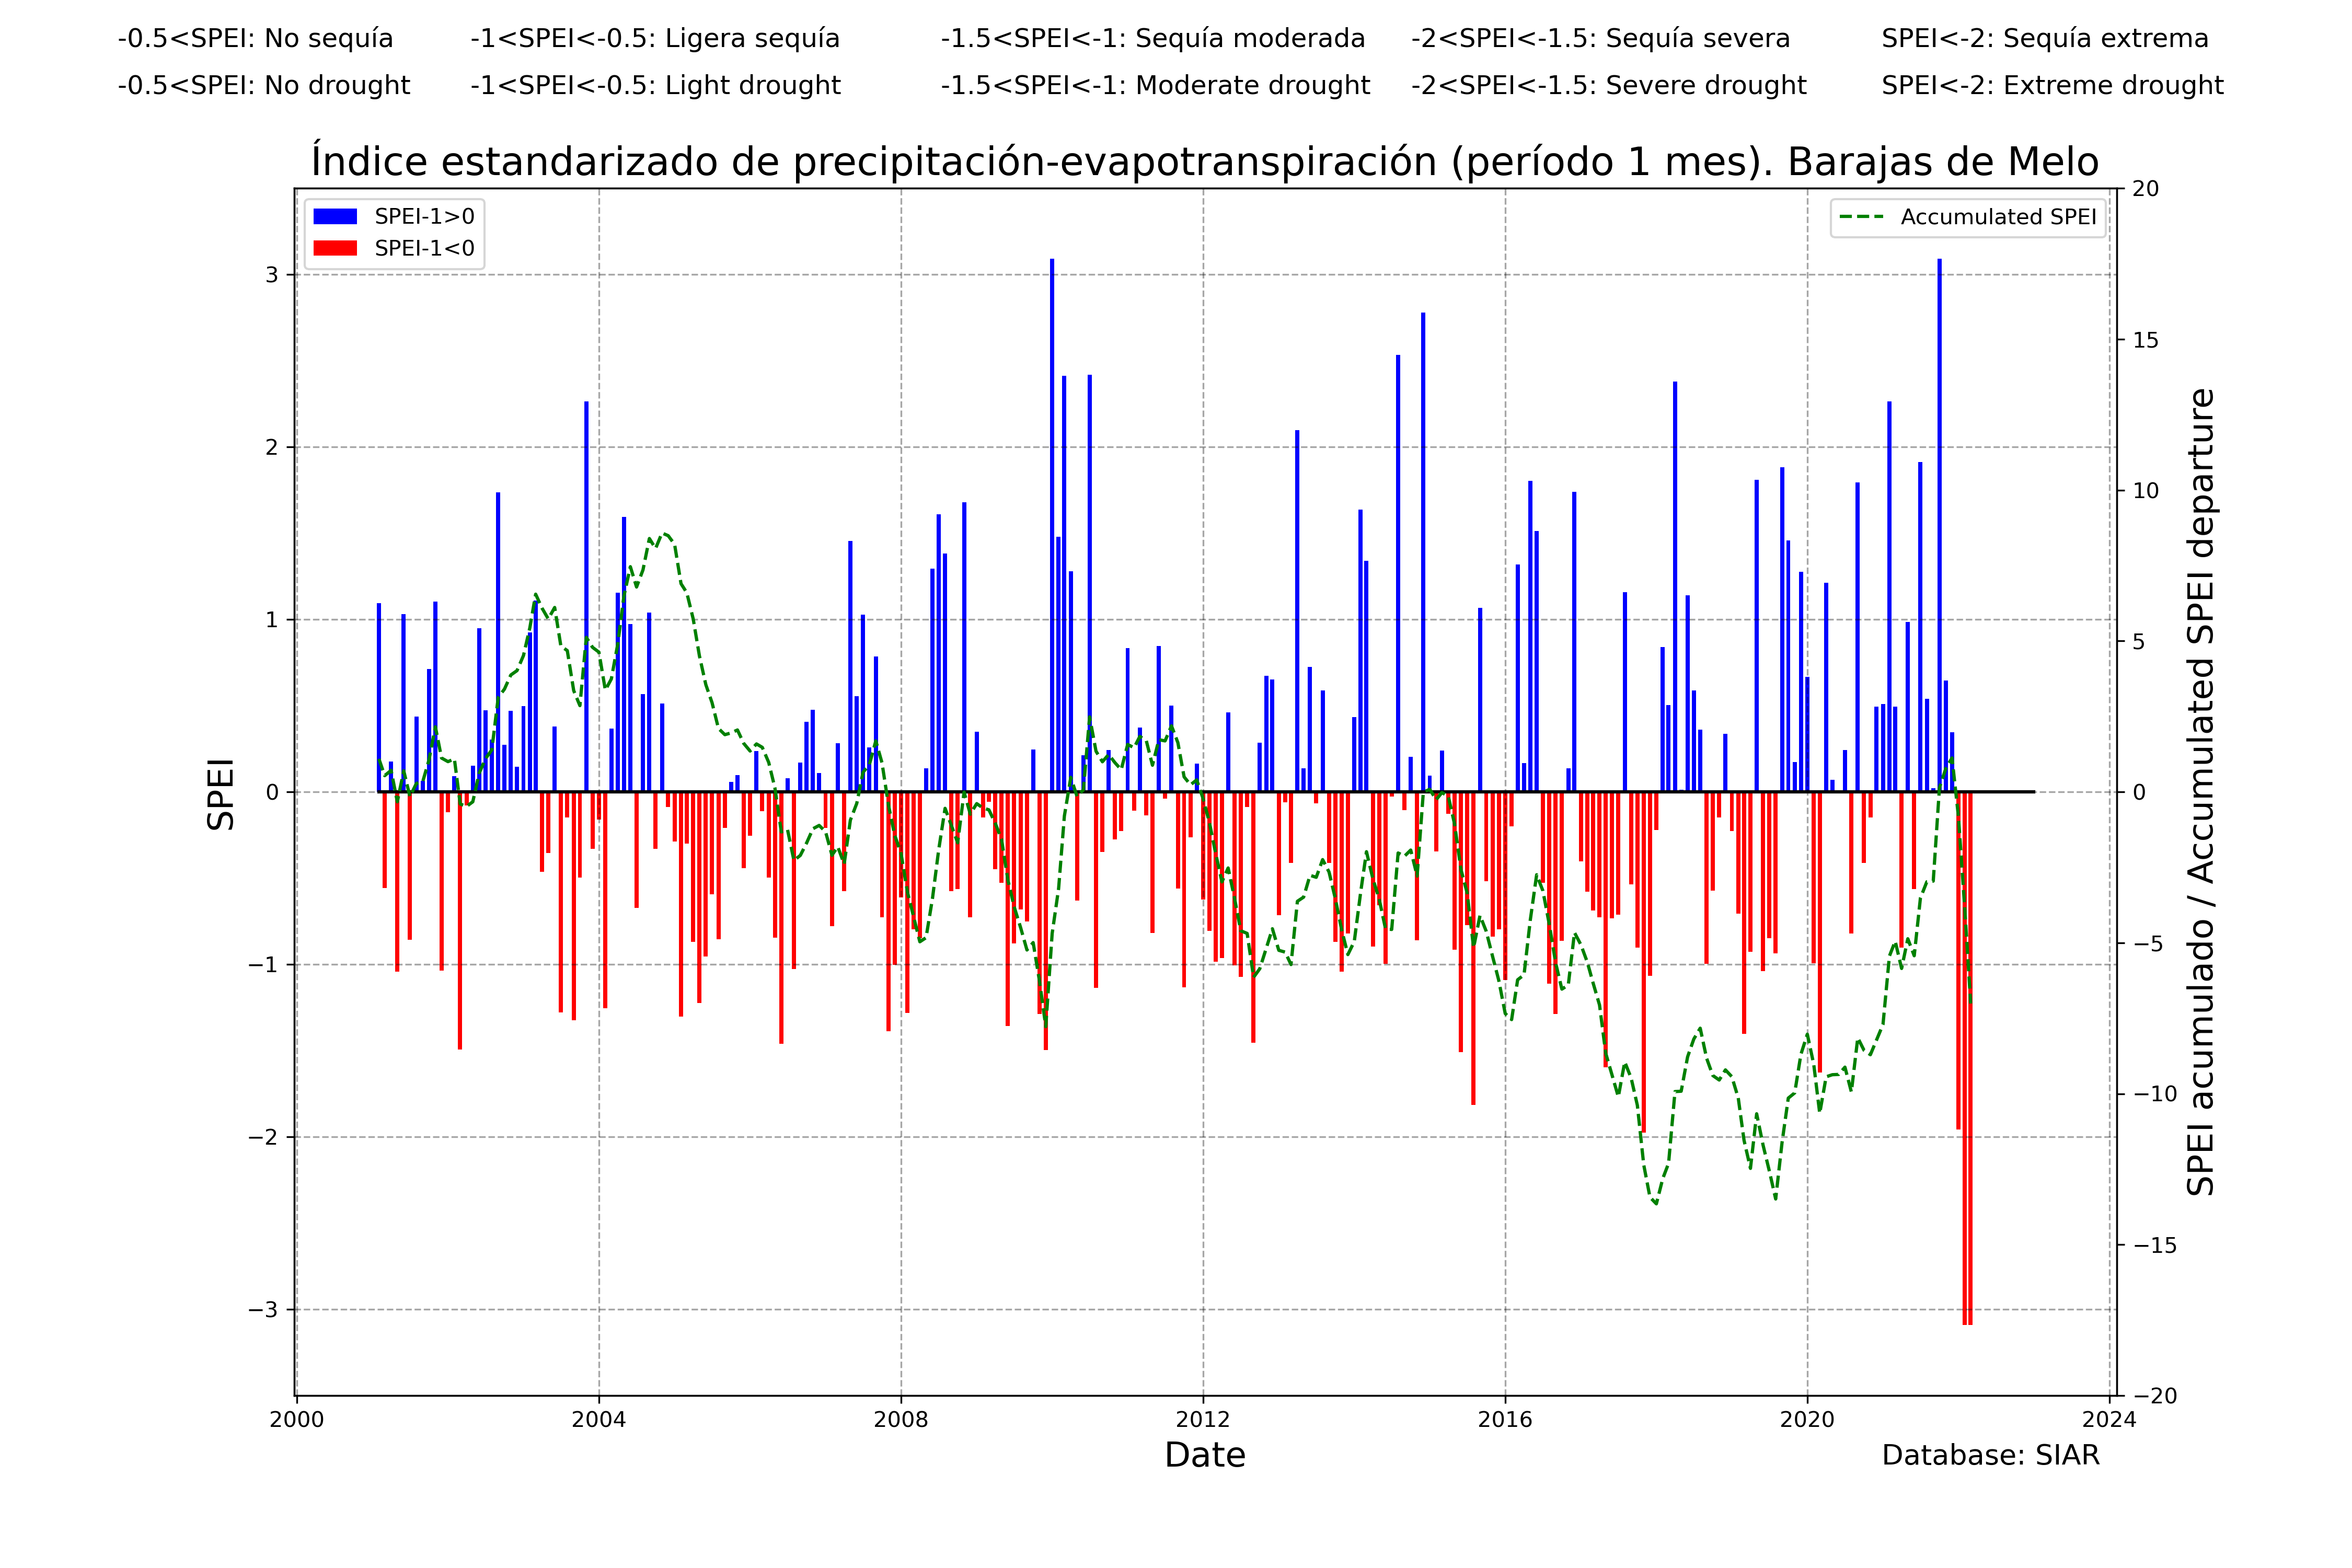 -0.5<SPEI: No sequía -1<SPEI<-0.5: Ligera sequía -1.5<SPEI<-1: Sequía moderada -2<SPEI<-1.5: Sequía severa SPEI<-2: Sequía extrema
-0.5<SPEI: No drought -1<SPEI<-0.5: Light drought -1.5<SPEI<-1: Moderate drought -2<SPEI<-1.5: Severe drought SPEI<-2: Extreme drought
Índice estandarizado de precipitación-evapotranspiración (período 1 mes). Barajas de Melo
SPEI-1>0
SPEI-1<0
Accumulated SPEI
SPEI
3
2
1
0
−1
−2
−3
20
15
10
5
0
−5
−10
−15
−20
SPEI acumulado / Accumulated SPEI departure
2000 2004 2008 2012 2016 2020 2024
Date
Database: SIAR